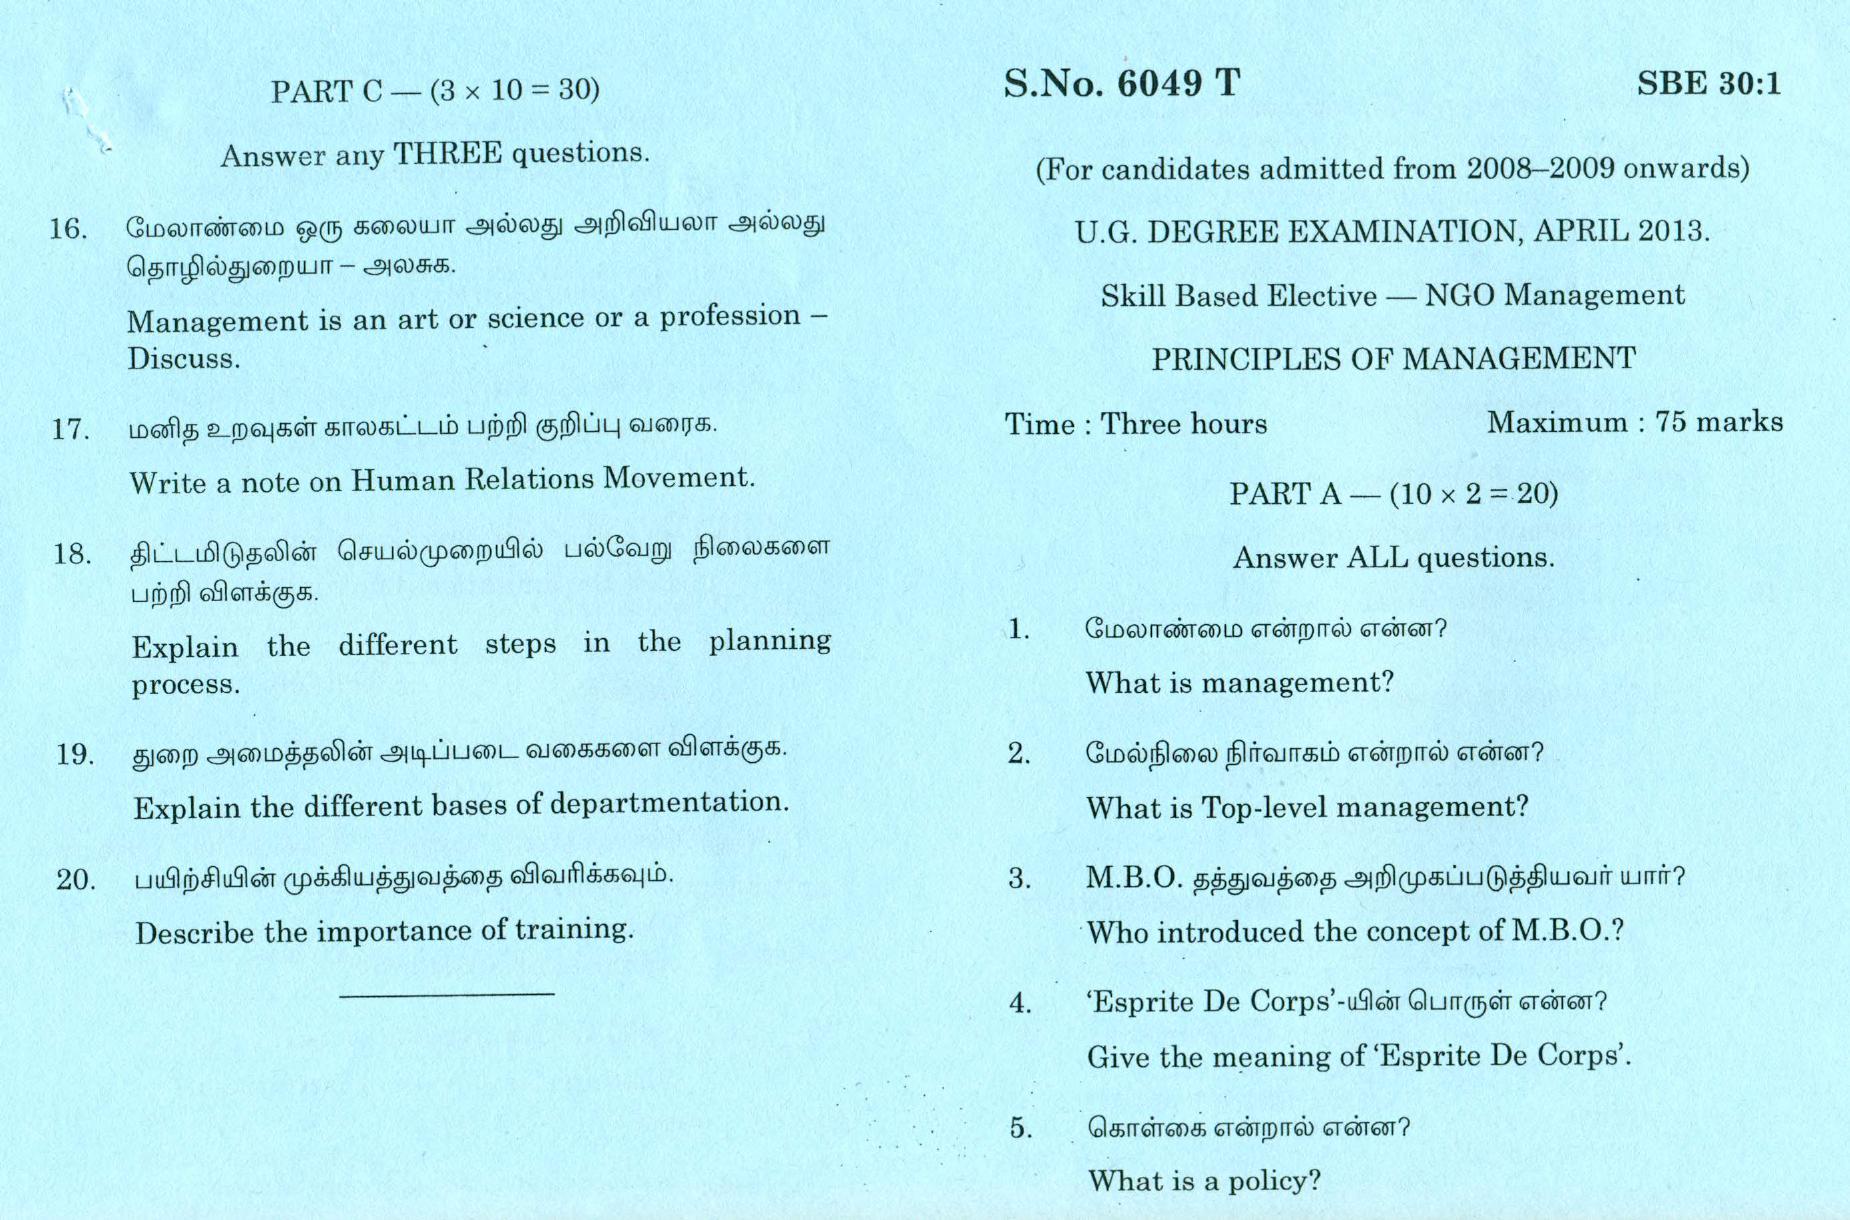 PART C — (3 × 10 = 30)
Answer any THREE questions.
16. மேலாண்மை ஒரு கலையா அல்லது அறிவியலா அல்லது
தொழில்துறையா – அலசுக.
Management is an art or science or a profession –
Discuss.
17. மனித உறவுகள் காலகட்டம் பற்றி குறிப்பு வரைக.
Write a note on Human Relations Movement.
18. திட்டமிடுதலின் செயல்முறையில் பல்வேறு நிலைகளை
பற்றி விளக்குக.
Explain the different steps in the planning
process.
19. துறை அமைத்தலின் அடிப்படை வகைகளை விளக்குக.
Explain the different bases of departmentation.
20. பயிற்சியின் முக்கியத்துவத்தை விவரிக்கவும்.
Describe the importance of training.
S.No. 6049 T SBE 30:1
(For candidates admitted from 2008–2009 onwards)
U.G. DEGREE EXAMINATION, APRIL 2013.
Skill Based Elective — NGO Management
PRINCIPLES OF MANAGEMENT
Time : Three hours Maximum : 75 marks
PART A — (10 × 2 = 20)
Answer ALL questions.
1. மேலாண்மை என்றால் என்ன?
What is management?
2. மேல்நிலை நிர்வாகம் என்றால் என்ன?
What is Top-level management?
3. M.B.O. தத்துவத்தை அறிமுகப்படுத்தியவர் யார்?
Who introduced the concept of M.B.O.?
4. ‘Esprite De Corps’-யின் பொருள் என்ன?
Give the meaning of ‘Esprite De Corps’.
5. கொள்கை என்றால் என்ன?
What is a policy?